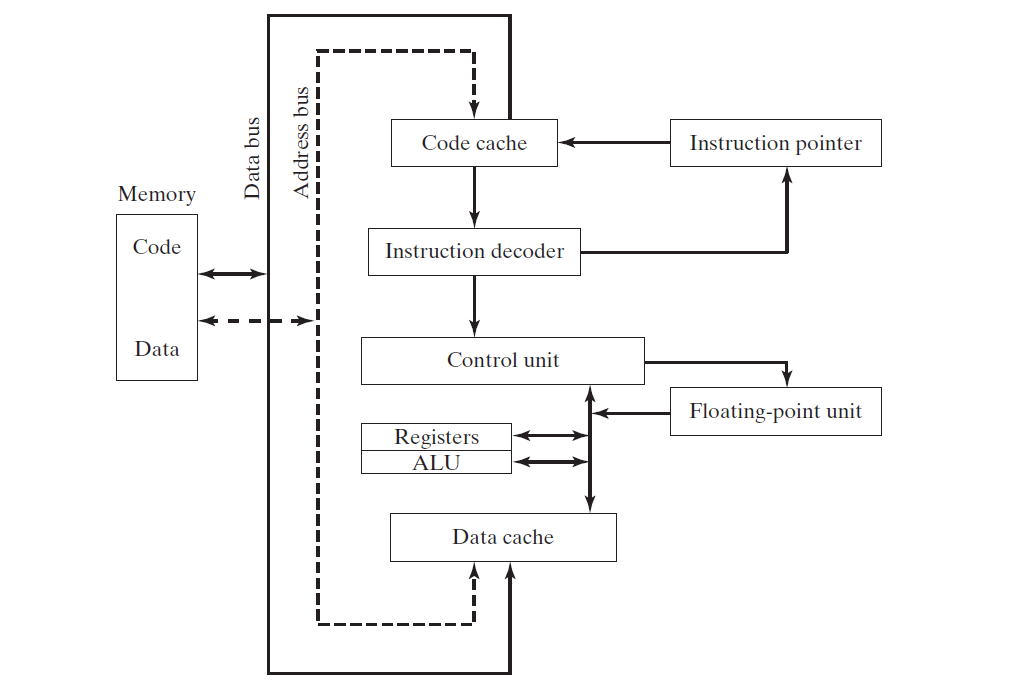 Data bus
Address bus
Code cache
Instruction pointer
Memory
Code
Data
Instruction decoder
Control unit
Floating-point unit
Registers
ALU
Data cache